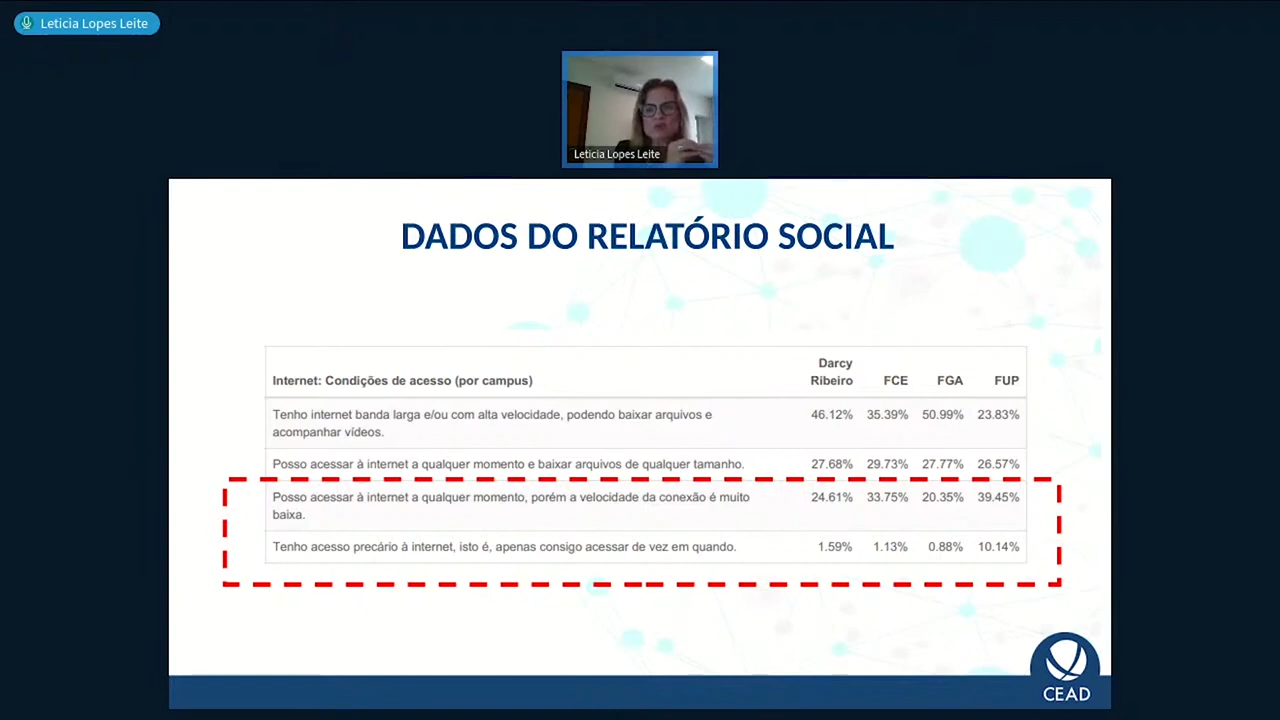 Leticia Lopes Leite
Leticia Lopes Leite
DADOS DO RELATÓRIO SOCIAL
Internet: Condições de acesso (por campus) Darcy Ribeiro FCE FGA FUP
Tenho internet banda larga e/ou com alta velocidade, podendo baixar arquivos e 46.12% 35.39% 50.99% 23.83%
acompanhar vídeos.
Posso acessar à internet a qualquer momento e baixar arquivos de qualquer tamanho. 27.68% 29.73% 27.77% 26.57%
Posso acessar à internet a qualquer momento, porém a velocidade da conexão é muito 24.61% 33.75% 20.35% 39.45%
baixa.
Tenho acesso precário à internet, isto é, apenas consigo acessar de vez em quando. 1.59% 1.13% 0.88% 10.14%
CEAD